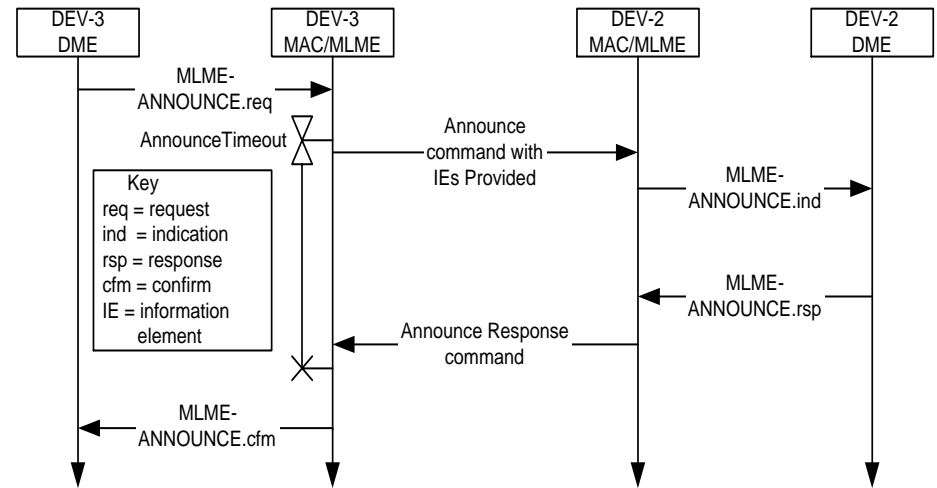 DEV-3
DME
DEV-3
MAC/MLME
DEV-2
MAC/MLME
DEV-2
DME
MLME-
ANNOUNCE.req
AnnounceTimeout
Announce
command with
IEs Provided
MLME-
ANNOUNCE.ind
Key
req = request
ind = indication
rsp = response
cfm = confirm
IE = information
element
MLME-
ANNOUNCE.rsp
Announce Response
command
MLME-
ANNOUNCE.cfm